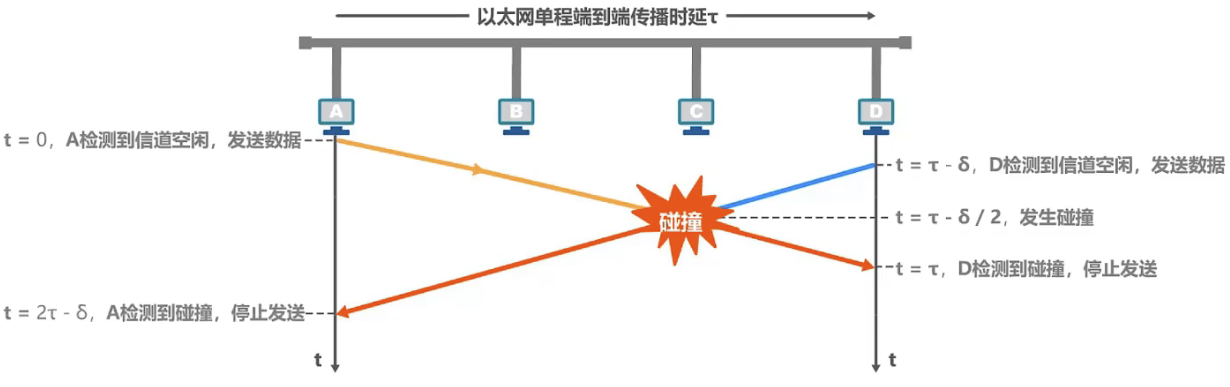 以太网单程端到端传播时延τ
A
B
C
D
t = 0，A检测到信道空闲，发送数据
t = τ - δ，D检测到信道空闲，发送数据
碰撞
t = τ - δ / 2，发生碰撞
t = τ，D检测到碰撞，停止发送
t = 2τ - δ，A检测到碰撞，停止发送
t
t